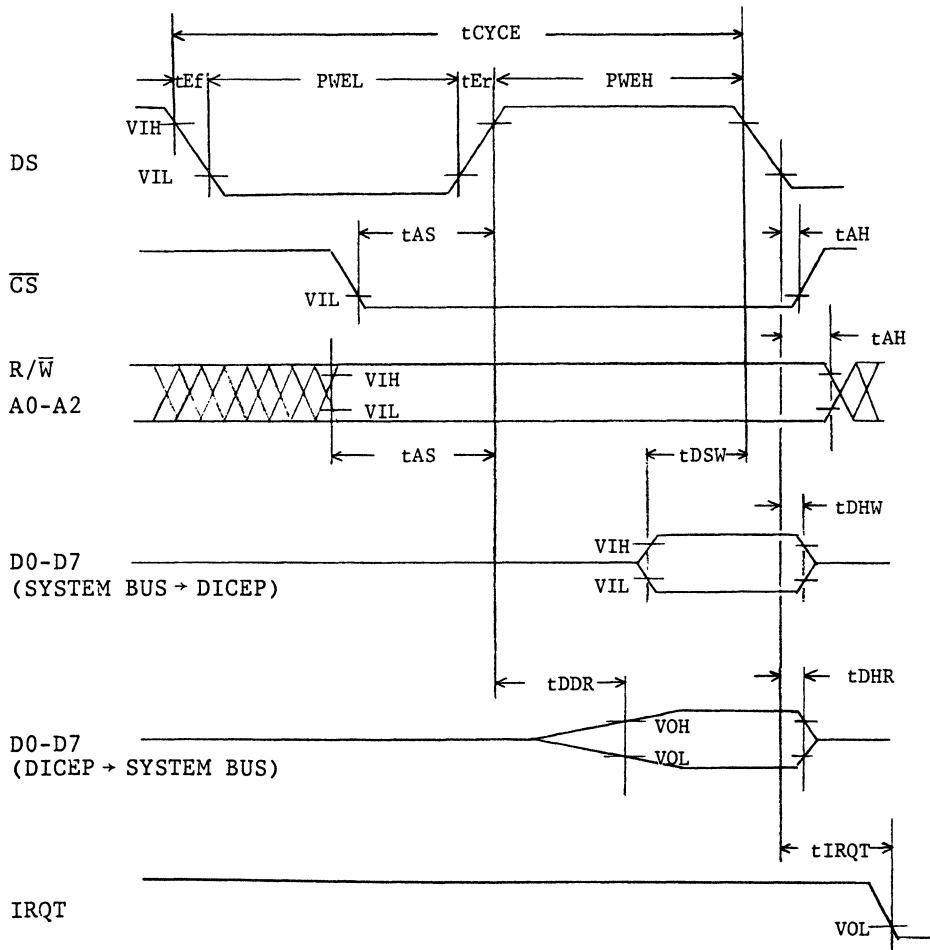 tCYCE
tEf PWEL tEr PWEH
VIH
DS
VIL
tAS tAH
C̅S̅
VIL
tAH
R/W̅
VIH
A0-A2
VIL
tAS tDSW
tDHW
VIH
D0-D7
(SYSTEM BUS → DICEP)
VIL
tDDR tDHR
VOH
D0-D7
VOL
(DICEP → SYSTEM BUS)
tIRQT
IRQT
VOL